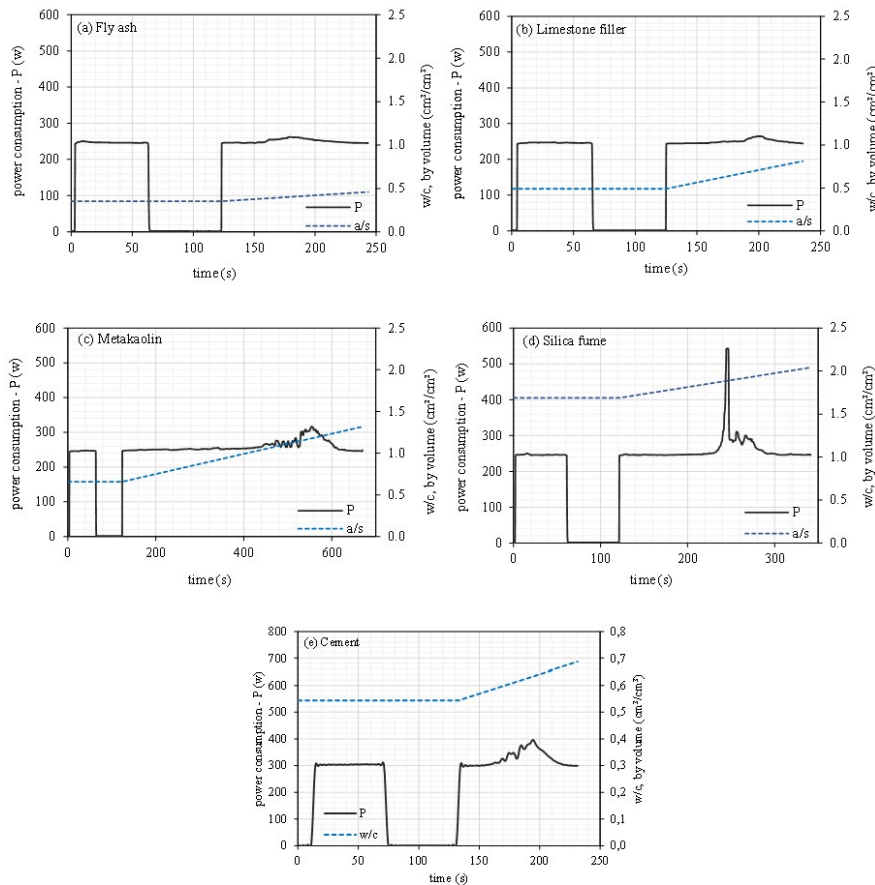 (a) Fly ash
600
500
400
300
200
100
0
2.5
2.0
1.5
1.0
0.5
0.0
0 50 100 150 200 250
power consumption - P (w)
w/c, by volume (cm³/cm³)
P
a/s
time (s)
(b) Limestone filler
600
500
400
300
200
100
0
2.5
2.0
1.5
1.0
0.5
0.0
0 50 100 150 200 250
power consumption - P (w)
w/c, by volume (cm³/cm³)
P
a/s
time (s)
(c) Metakaolin
600
500
400
300
200
100
0
2.5
2.0
1.5
1.0
0.5
0.0
0 200 400 600
power consumption - P (w)
w/c, by volume (cm³/cm³)
P
a/s
time (s)
(d) Silica fume
600
500
400
300
200
100
0
2.5
2.0
1.5
1.0
0.5
0.0
0 100 200 300
power consumption - P (w)
w/c, by volume (cm³/cm³)
P
a/s
time (s)
(e) Cement
800
700
600
500
400
300
200
100
0
0,8
0,7
0,6
0,5
0,4
0,3
0,2
0,1
0,0
0 50 100 150 200 250
power consumption - P (w)
w/c, by volume (cm³/cm³)
P
w/c
time (s)